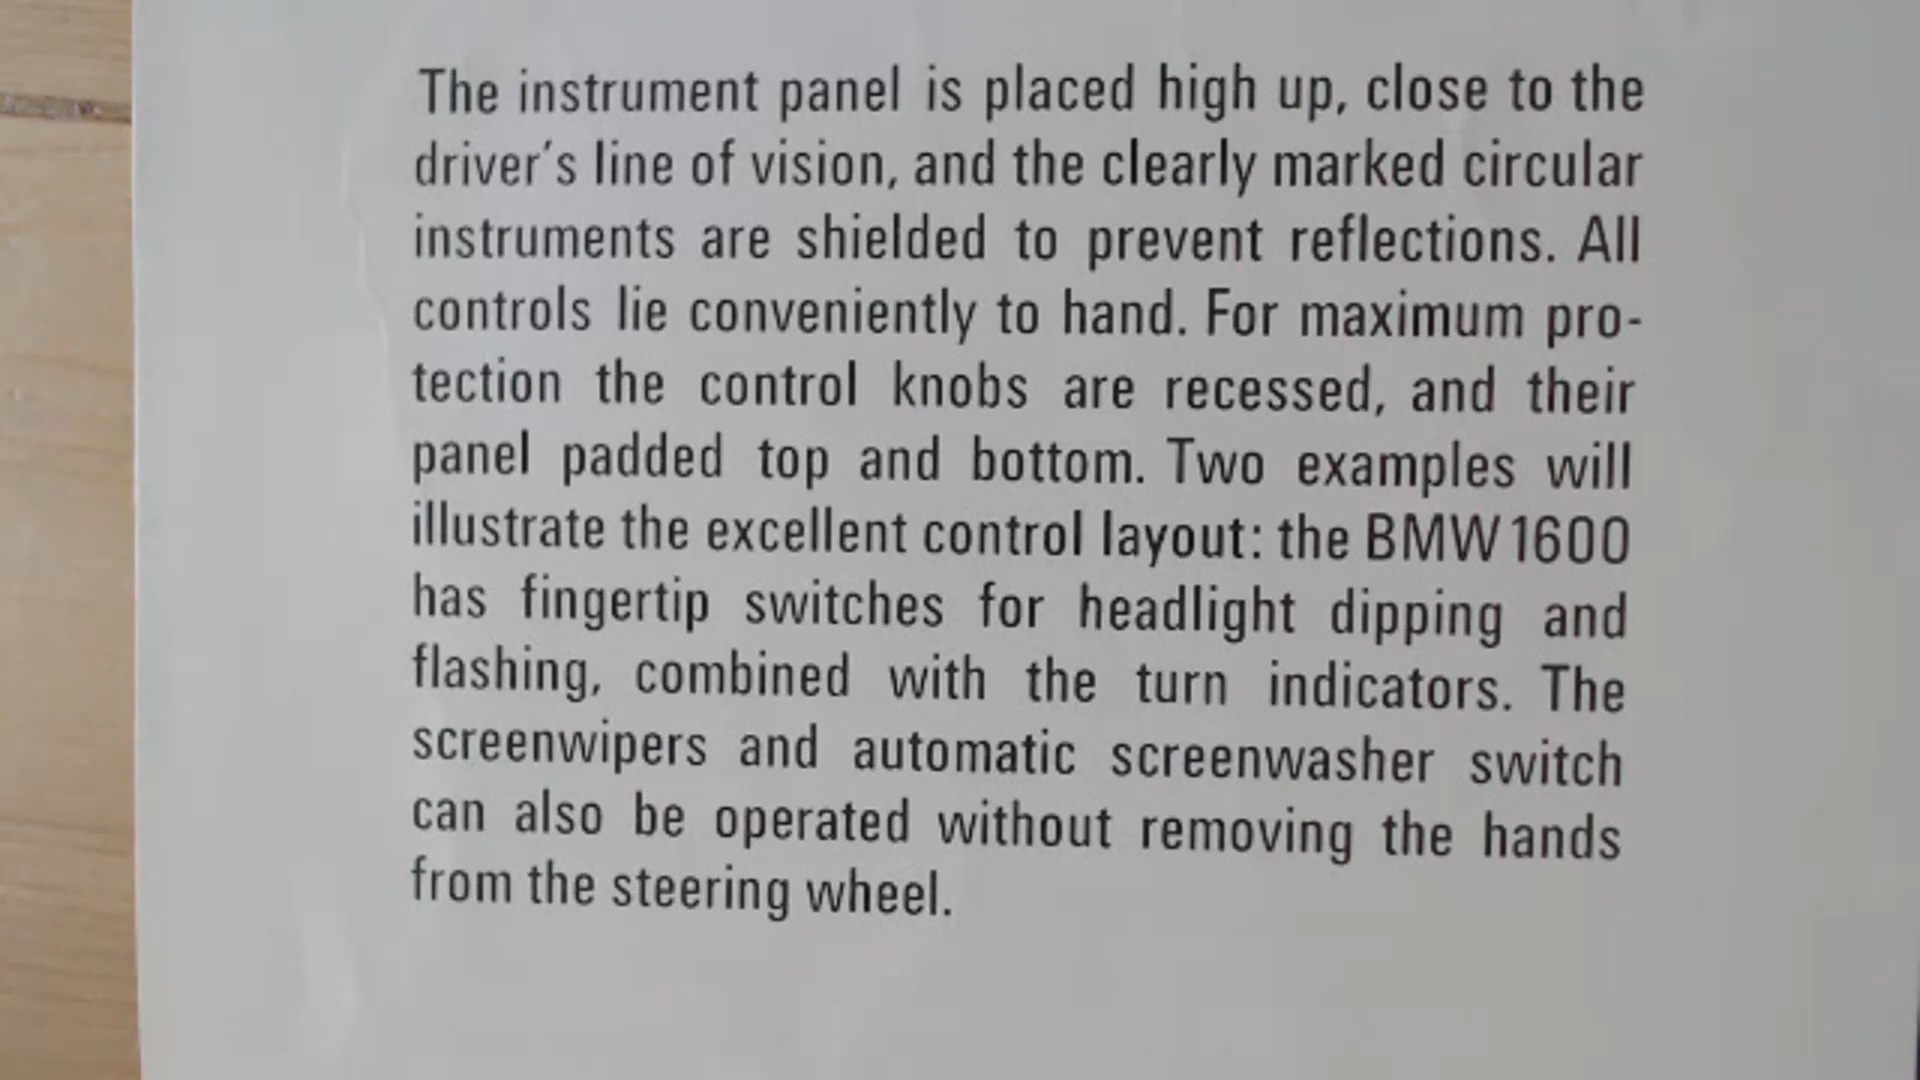 The instrument panel is placed high up, close to the
driver's line of vision, and the clearly marked circular
instruments are shielded to prevent reflections. All
controls lie conveniently to hand. For maximum pro-
tection the control knobs are recessed, and their
panel padded top and bottom. Two examples will
illustrate the excellent control layout: the BMW 1600
has fingertip switches for headlight dipping and
flashing, combined with the turn indicators. The
screenwipers and automatic screenwasher switch
can also be operated without removing the hands
from the steering wheel.